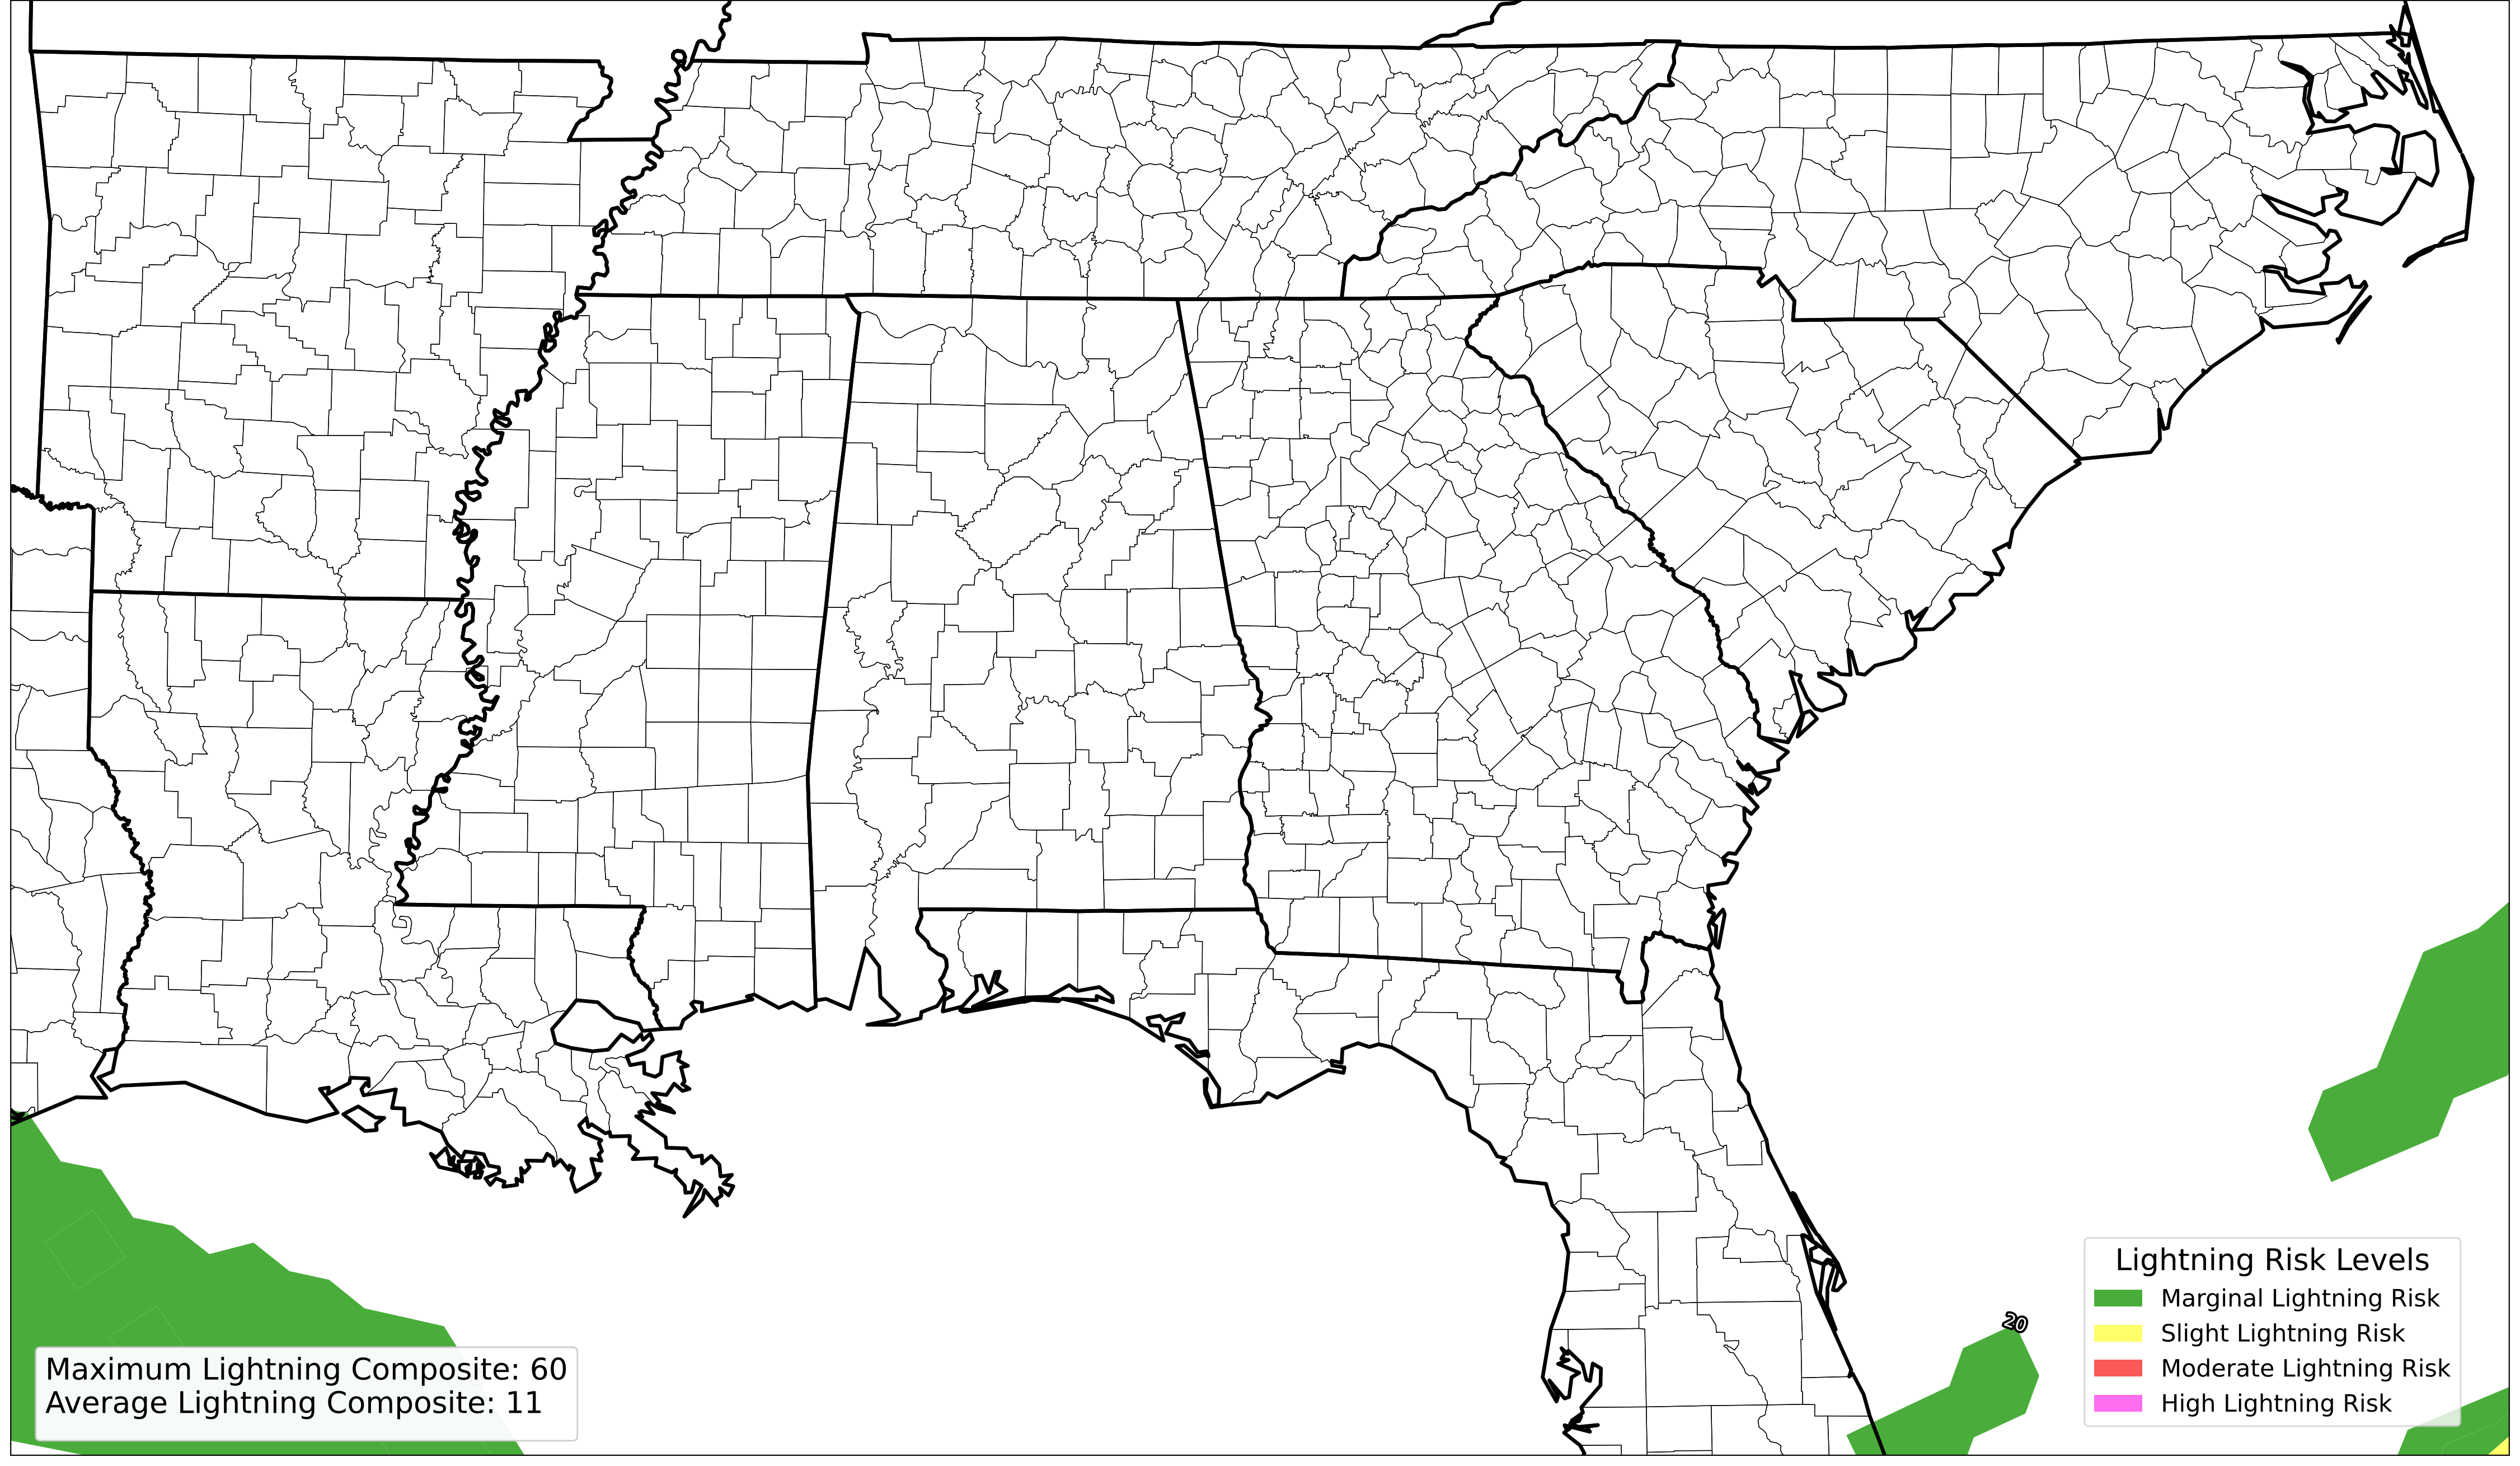 20
Lightning Risk Levels
Marginal Lightning Risk
Slight Lightning Risk
Moderate Lightning Risk
High Lightning Risk
Maximum Lightning Composite: 60
Average Lightning Composite: 11